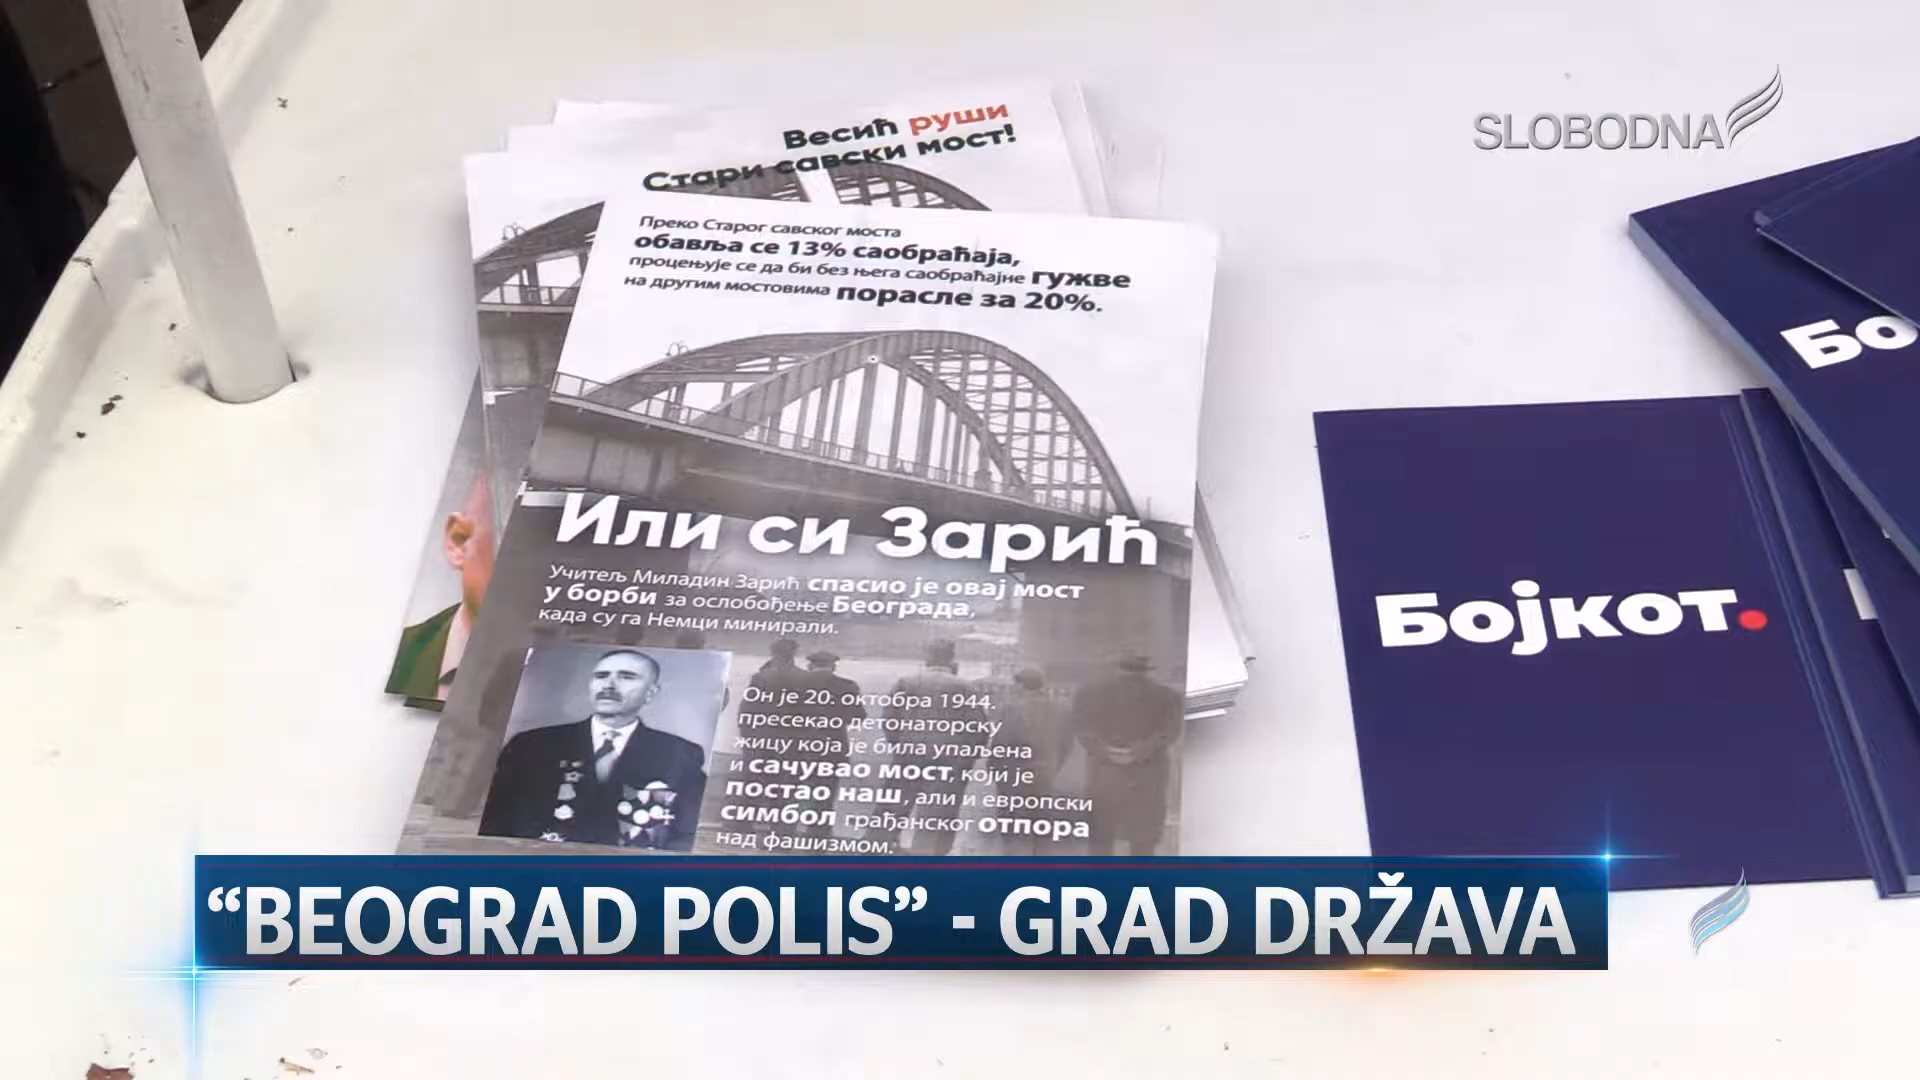 SLOBODNA
Весић руши
Стари савски мост!
Преко Старог савског моста
обавља се 13% саобраћаја,
процењује се да би без њега саобраћајне гужве
на другим мостовима порасле за 20%.
Или си Зарић
Учитељ Миладин Зарић спасио је овај мост
у борби за ослобођење Београда,
када су га Немци минирали.
Он је 20. октобра 1944.
пресекао детонаторску
жицу која је била упаљена
и сачувао мост, који је
постао наш, али и европски
симбол грађанског отпора
над фашизмом.
Бо
Бојкот.
“BEOGRAD POLIS” - GRAD DRŽAVA